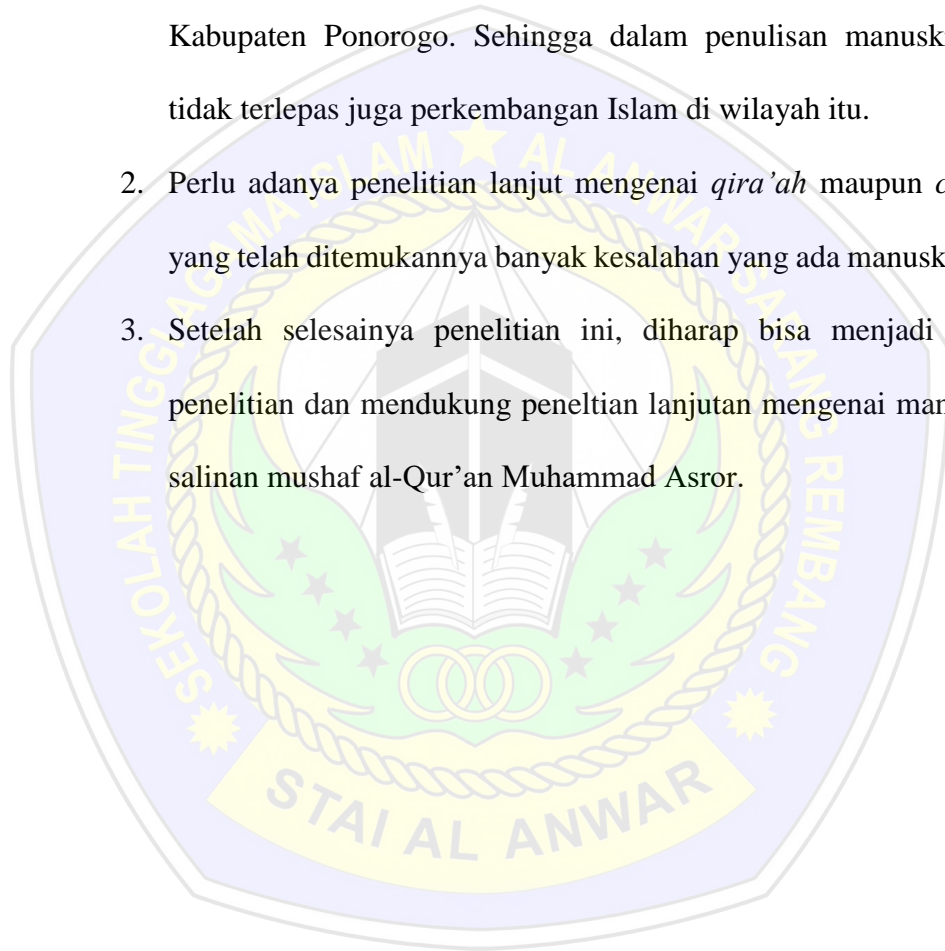 Kabupaten Ponorogo. Sehingga dalam penulisan
tidak terlepas juga perkembangan Islam di wilayah itu.
2. Perlu adanya penelitian lanjut mengenai qira’ah maupun
yang telah ditemukannya banyak kesalahan yang ada
3. Setelah selesainya penelitian ini, diharap bisa menjadi
penelitian dan mendukung peneltian lanjutan mengenai
salinan mushaf al-Qur’an Muhammad Asror.
SEKOLAH TINGGI AGAMA ISLAM AL ANWAR SARANG REMBANG
STAI AL ANWAR